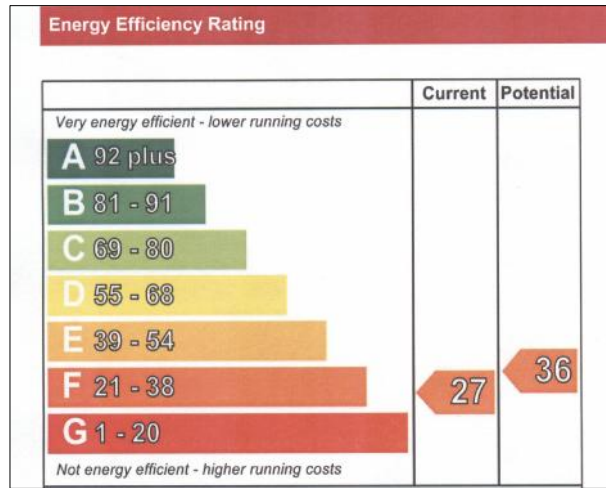 Energy Efficiency Rating
Current Potential
Very energy efficient - lower running costs
A 92 plus
B 81 - 91
C 69 - 80
D 55 - 68
E 39 - 54
F 21 - 38
27
36
G 1 - 20
Not energy efficient - higher running costs